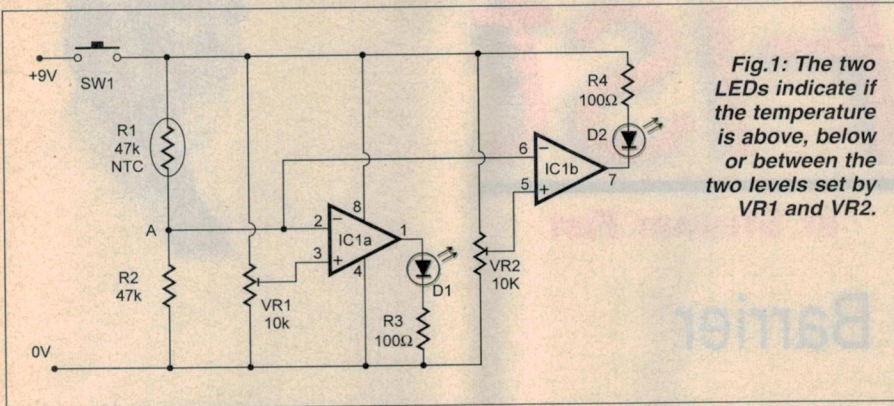 +9V
SW1
R1
47k
NTC
A
R2
47k
VR1
10k
2
3
8
4
1
IC1a
D1
R3
100Ω
6
5
7
IC1b
VR2
10K
R4
100Ω
D2
0V
Fig.1: The two
LEDs indicate if
the temperature
is above, below
or between the
two levels set by
VR1 and VR2.
Barrier